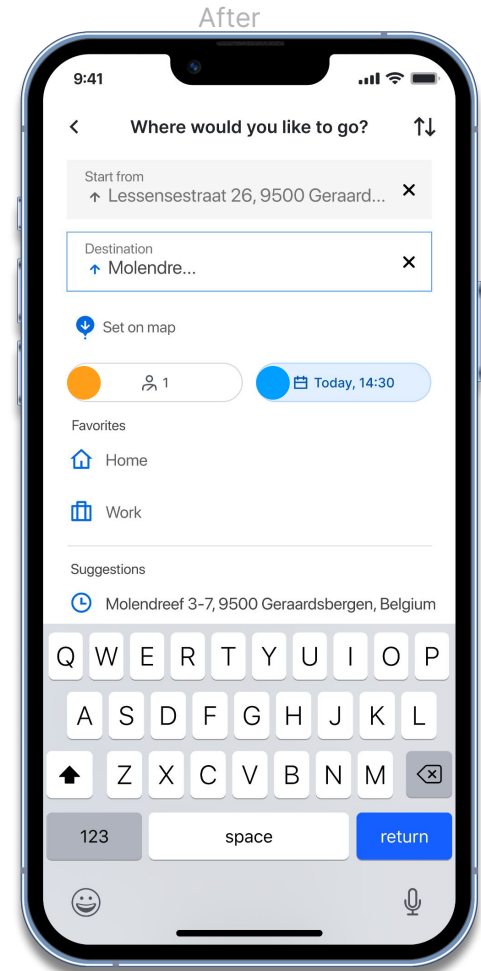 After
9:41
Where would you like to go?
Start from
Lessensestraat 26, 9500 Geraard...
Destination
Molendre...
Set on map
1
Today, 14:30
Favorites
Home
Work
Suggestions
Molendreef 3-7, 9500 Geraardsbergen, Belgium
Q W E R T Y U I O P
A S D F G H J K L
Z X C V B N M
123 space return